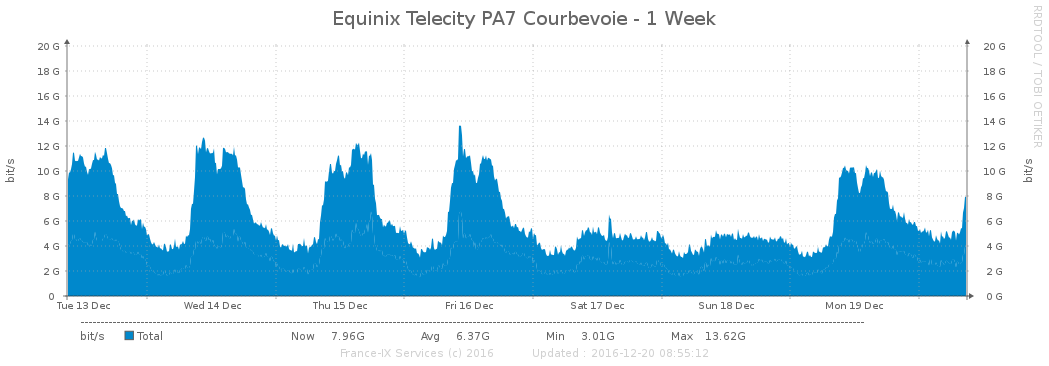 Equinix Telecity PA7 Courbevoie - 1 Week
RRDTOOL / TOBI OETIKER
20 G 20 G
18 G 18 G
16 G 16 G
14 G 14 G
12 G 12 G
10 G 10 G
8 G 8 G
6 G 6 G
4 G 4 G
2 G 2 G
0 0 G
bit/s
bit/s
Tue 13 Dec Wed 14 Dec Thu 15 Dec Fri 16 Dec Sat 17 Dec Sun 18 Dec Mon 19 Dec
bit/s Total Now 7.96G Avg 6.37G Min 3.01G Max 13.62G
France-IX Services (c) 2016 Updated : 2016-12-20 08:55:12